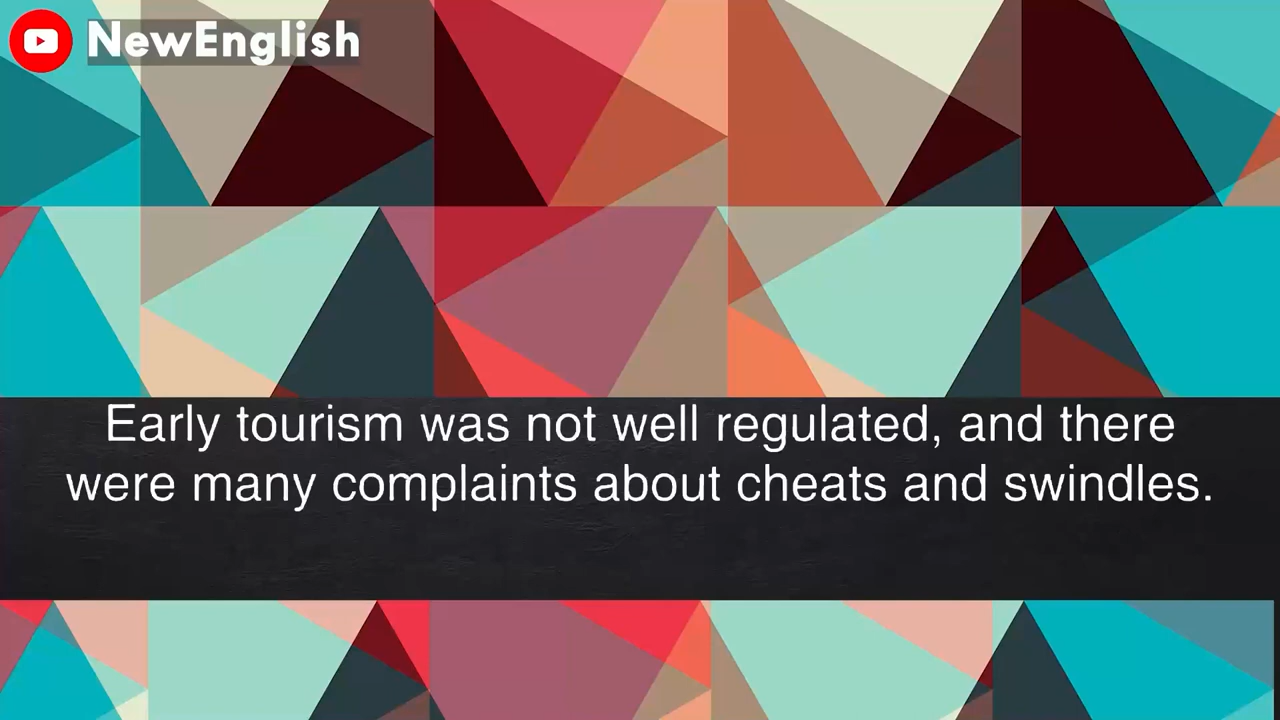 NewEnglish
Early tourism was not well regulated, and there
were many complaints about cheats and swindles.